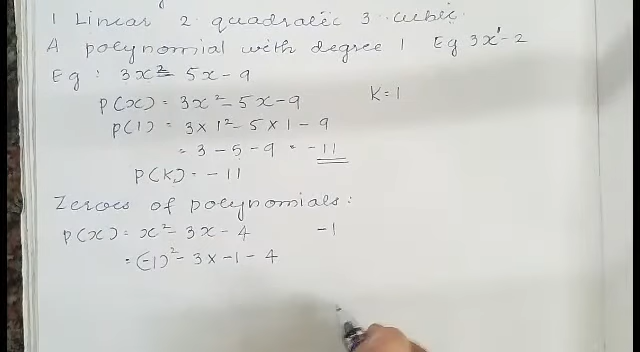 1 Linear 2 quadratic 3 cubic
A polynomial with degree 1 Eg 3x¹-2
Eg : 3x² - 5x - 9
P(x) = 3x² - 5x - 9 K=1
P(1) = 3 x 1² - 5 x 1 - 9
= 3 - 5 - 9 = -11
P(K) = -11
Zeroes of polynomials:
P(x) = x² - 3x - 4 -1
= (-1)² - 3 x -1 - 4